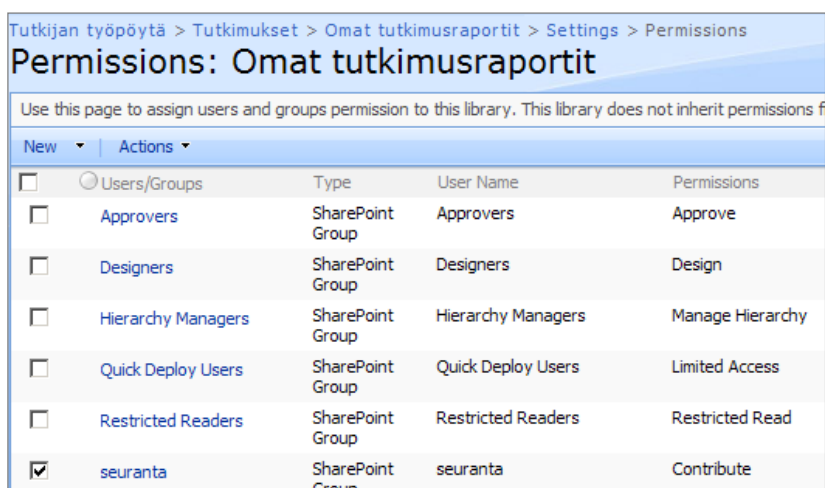 Tutkijan työpöytä > Tutkimukset > Omat tutkimusraportit > Settings > Permissions
Permissions: Omat tutkimusraportit
Use this page to assign users and groups permission to this library. This library does not inherit permissions
New Actions
Users/Groups Type User Name Permissions
Approvers SharePoint Group Approvers Approve
Designers SharePoint Group Designers Design
Hierarchy Managers SharePoint Group Hierarchy Managers Manage Hierarchy
Quick Deploy Users SharePoint Group Quick Deploy Users Limited Access
Restricted Readers SharePoint Group Restricted Readers Restricted Read
seuranta SharePoint Group seuranta Contribute